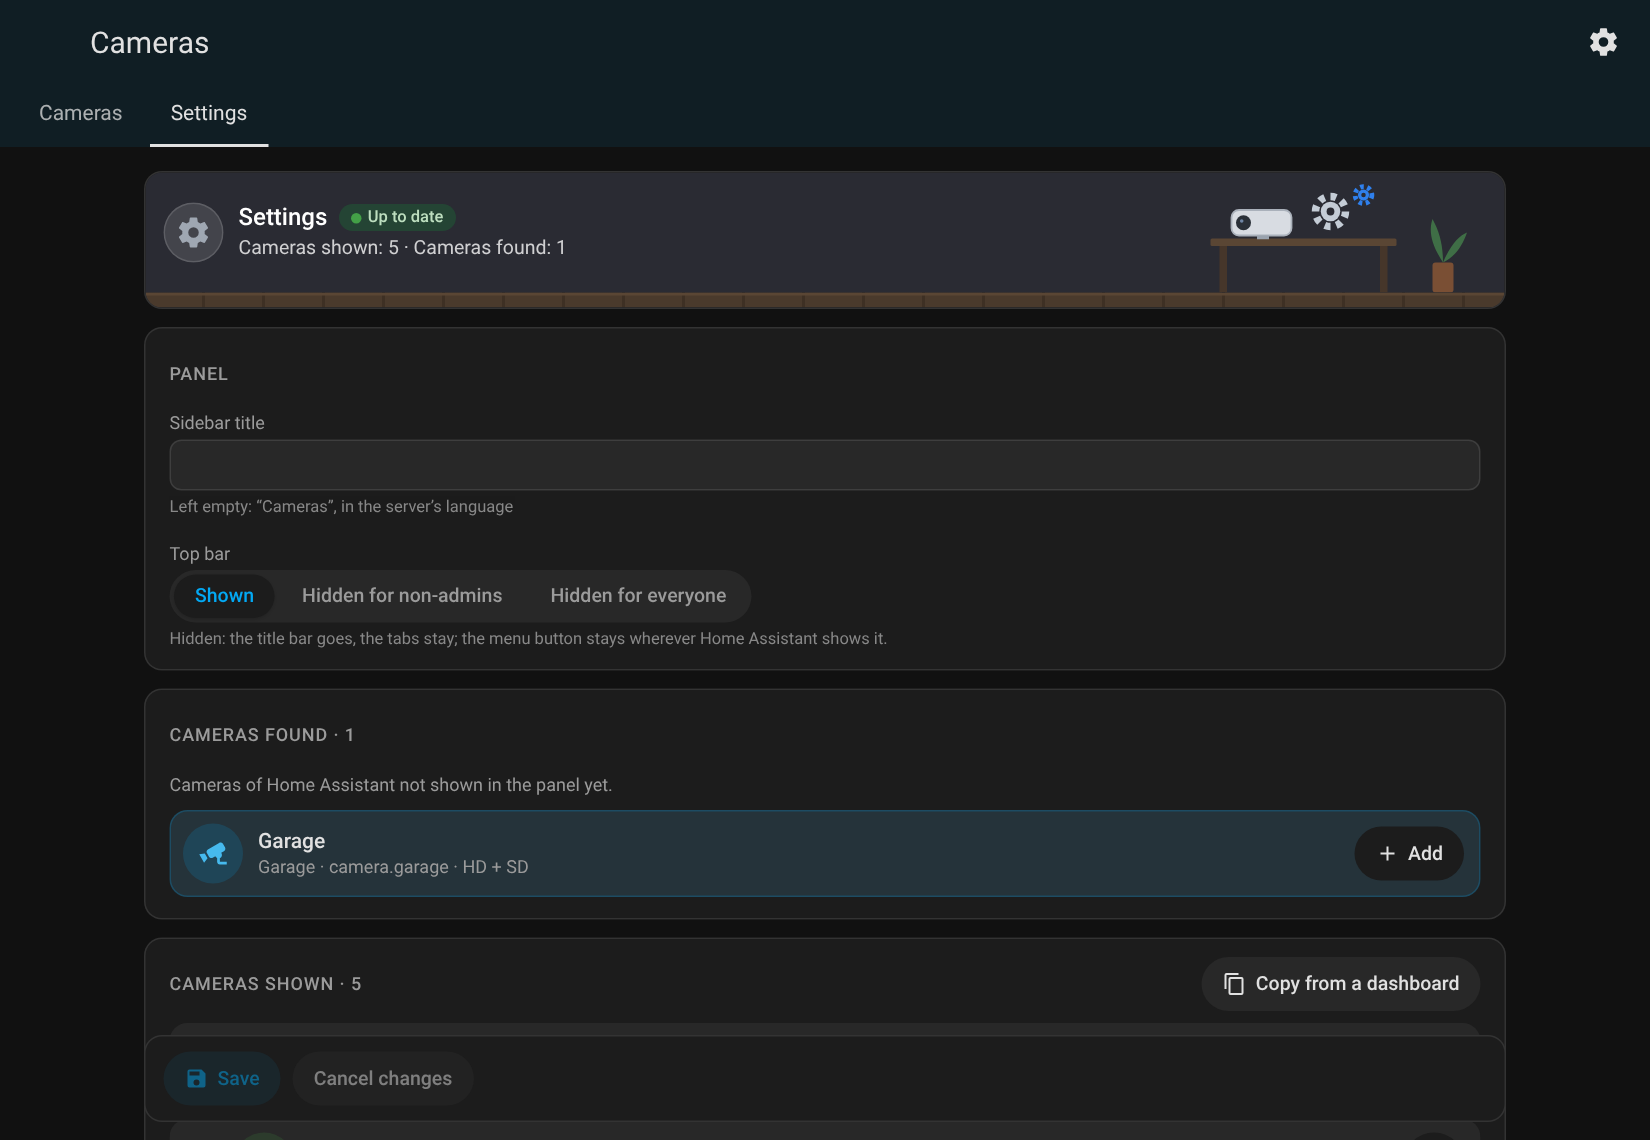 Cameras
Cameras
Settings
Settings
Up to date
Cameras shown: 5 · Cameras found: 1
PANEL
Sidebar title
Left empty: “Cameras”, in the server’s language
Top bar
Shown
Hidden for non-admins
Hidden for everyone
Hidden: the title bar goes, the tabs stay; the menu button stays wherever Home Assistant shows it.
CAMERAS FOUND · 1
Cameras of Home Assistant not shown in the panel yet.
Garage
Garage · camera.garage · HD + SD
Add
CAMERAS SHOWN · 5
Copy from a dashboard
Save
Cancel changes